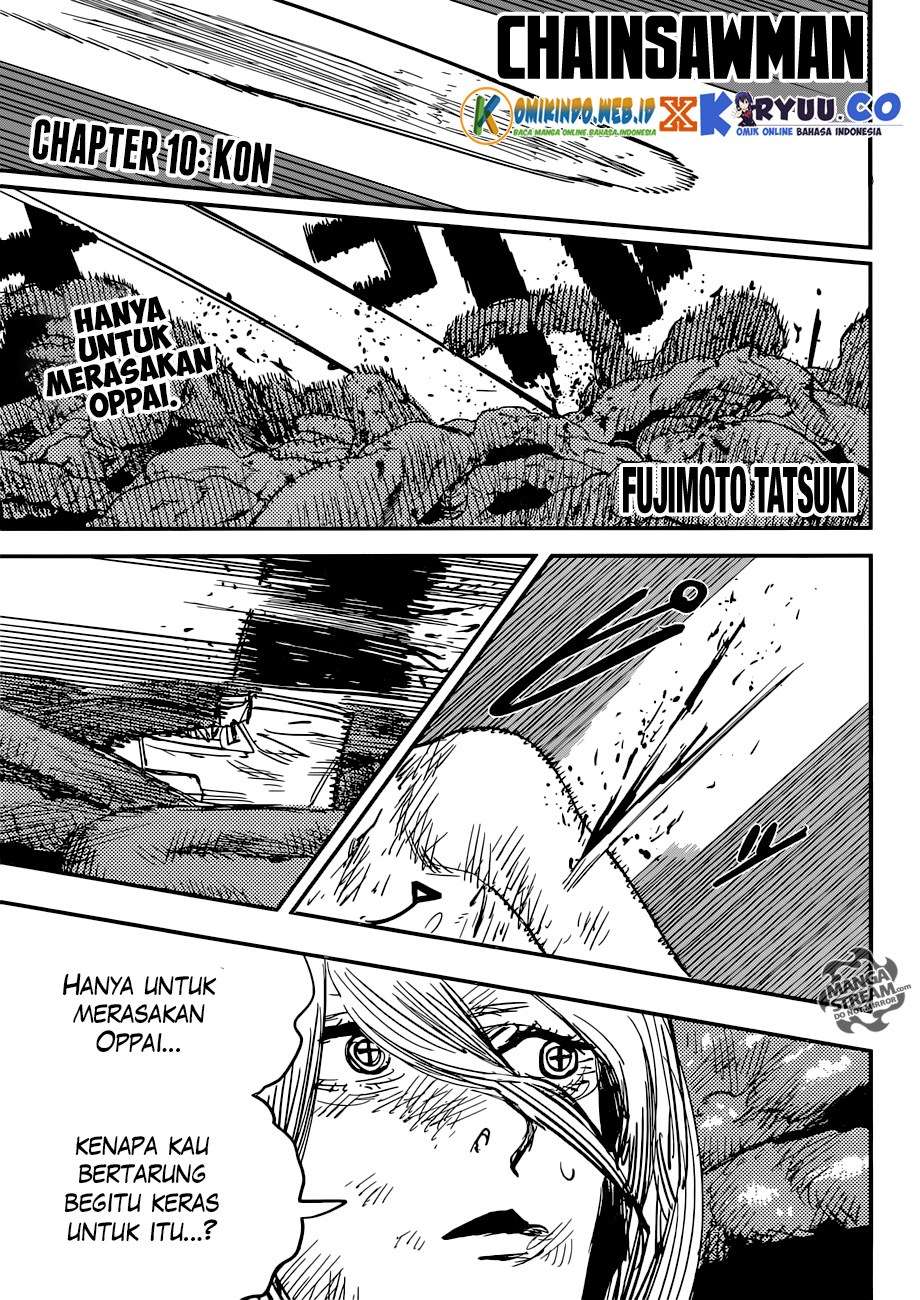 CHAINSAWMAN
KOMIKINDO.WEB.ID X KIRYUU.CO
BACA MANGA ONLINE BAHASA INDONESIA
OMIK ONLINE BAHASA INDONESIA
CHAPTER 10: KON
HANYA
UNTUK
MERASAKAN
OPPAI.
FUJIMOTO TATSUKI
HANYA UNTUK
MERASAKAN
OPPAI...
KENAPA KAU
BERTARUNG
BEGITU KERAS
UNTUK ITU...?
MANGA
STREAM.com
DO NOT MIRROR